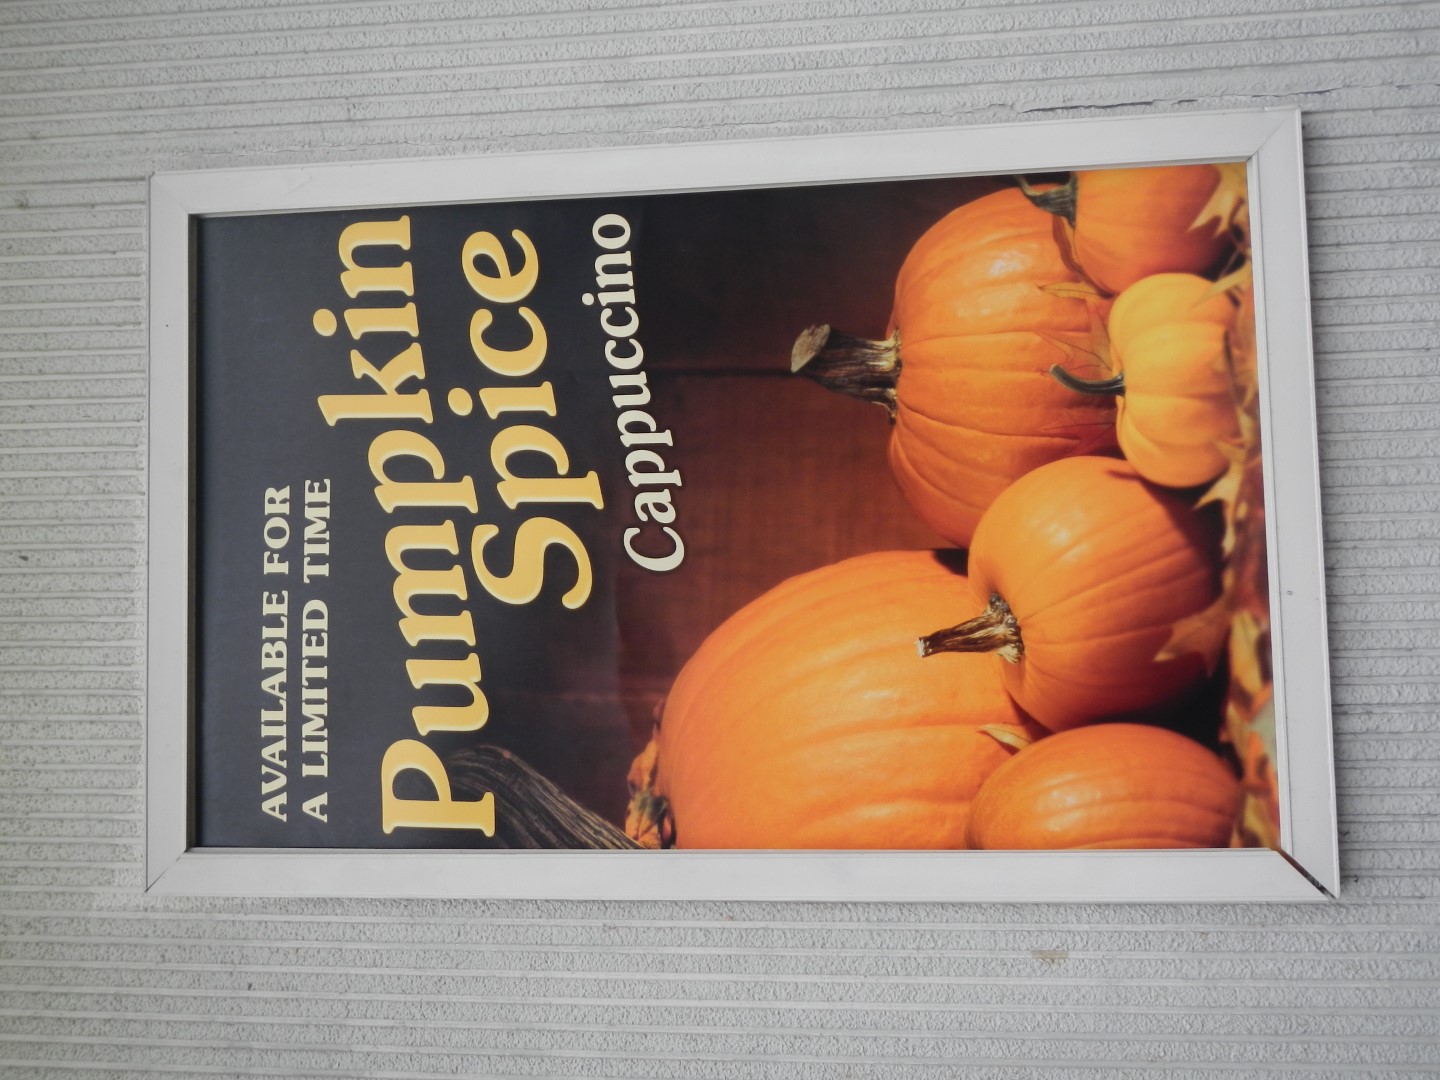 AVAILABLE FOR
A LIMITED TIME
Pumpkin
Spice
Cappuccino